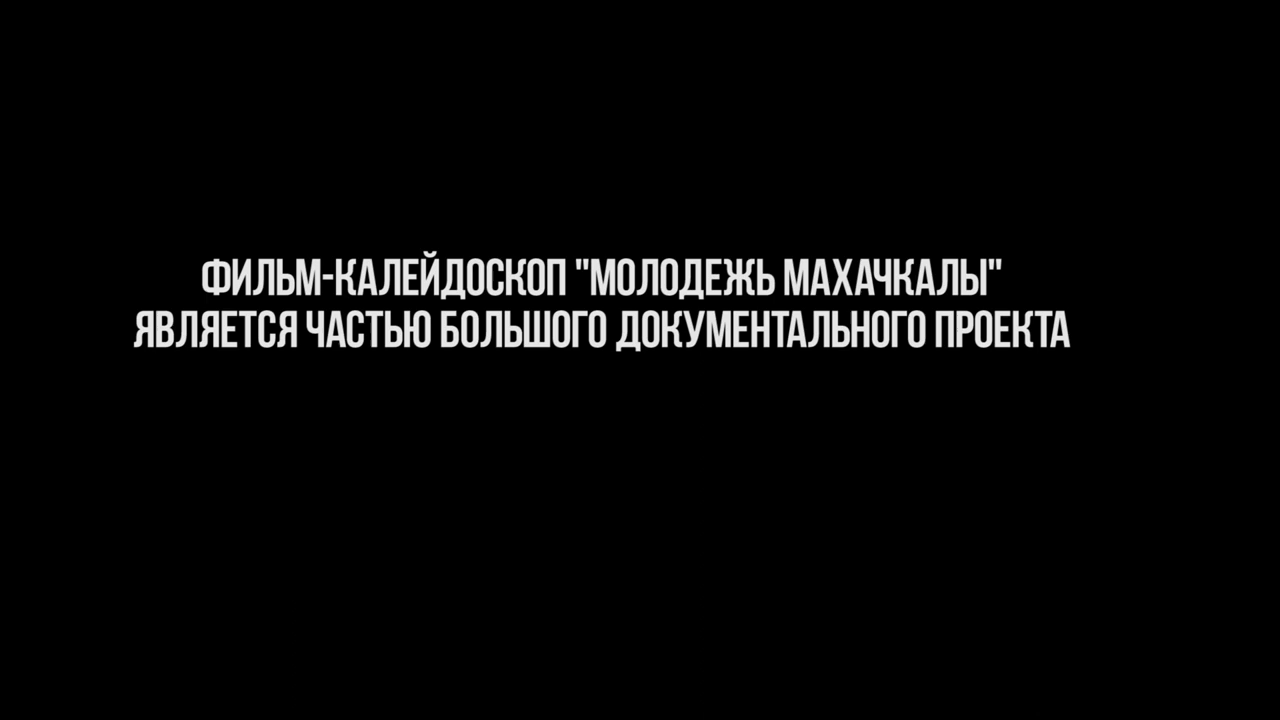 ФИЛЬМ-КАЛЕЙДОСКОП "МОЛОДЕЖЬ МАХАЧКАЛЫ"
ЯВЛЯЕТСЯ ЧАСТЬЮ БОЛЬШОГО ДОКУМЕНТАЛЬНОГО ПРОЕКТА